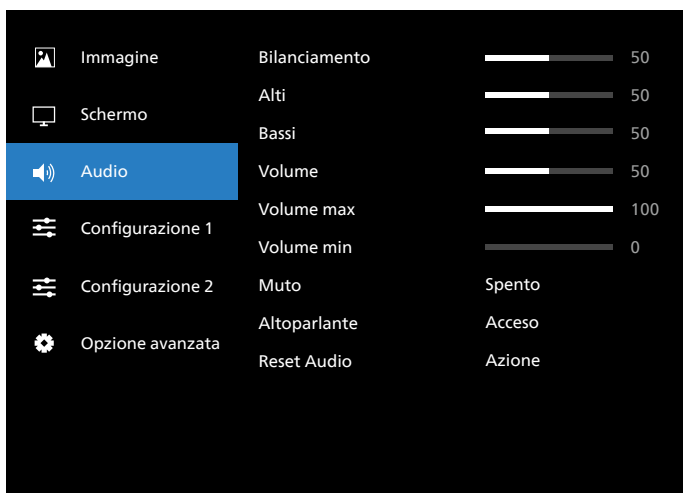 Immagine
Schermo
Audio
Configurazione 1
Configurazione 2
Opzione avanzata
Bilanciamento 50
Alti 50
Bassi 50
Volume 50
Volume max 100
Volume min 0
Muto Spento
Altoparlante Acceso
Reset Audio Azione